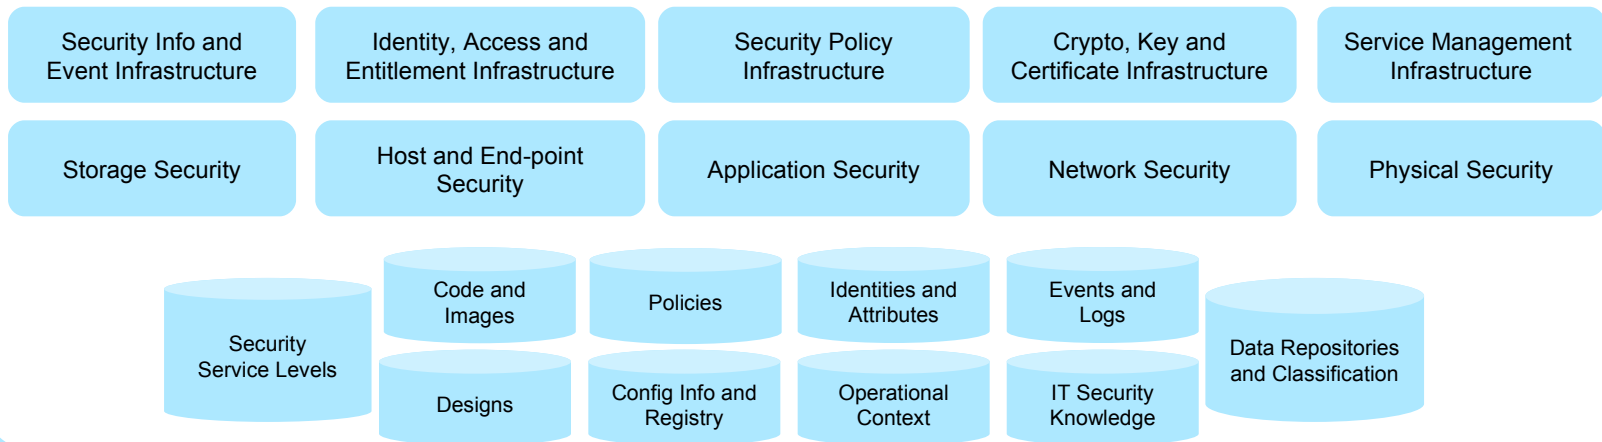 Security Info and
Event Infrastructure
Identity, Access and
Entitlement Infrastructure
Security Policy
Infrastructure
Crypto, Key and
Certificate Infrastructure
Service Management
Infrastructure
Storage Security
Host and End-point
Security
Application Security
Network Security
Physical Security
Security
Service Levels
Code and
Images
Policies
Identities and
Attributes
Events and
Logs
Designs
Config Info and
Registry
Operational
Context
IT Security
Knowledge
Data Repositories
and Classification